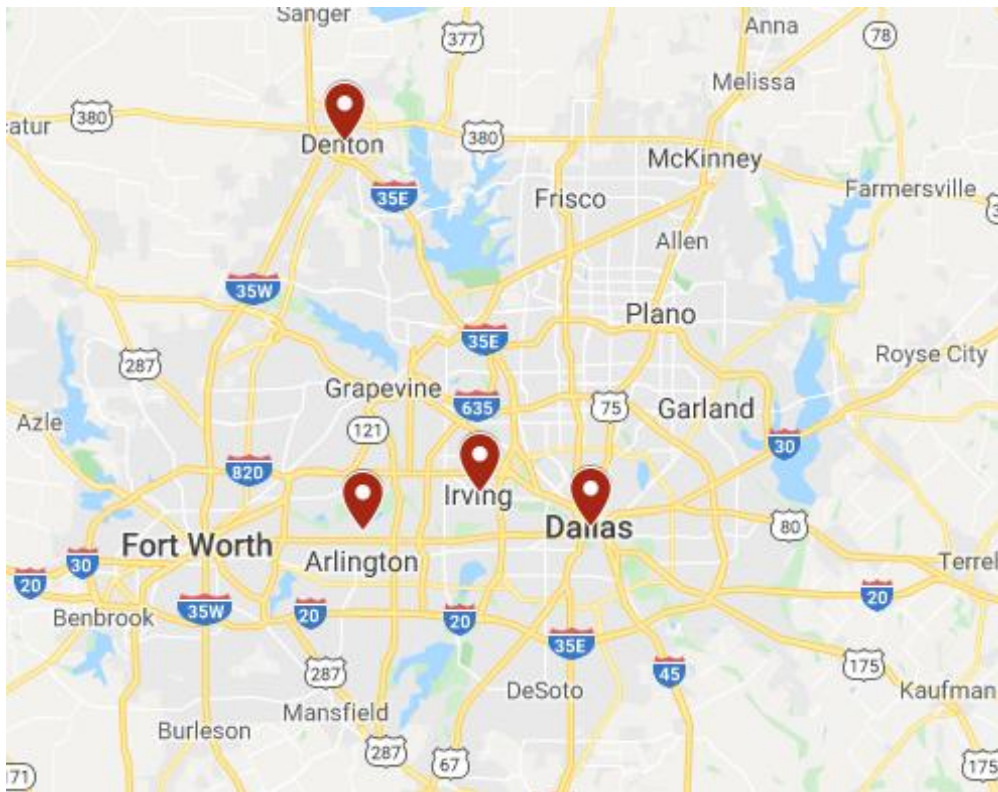 Sanger
Anna
377
78
Melissa
380
atur
Denton
380
McKinney
35E
Frisco
Farmersville
Allen
35W
Plano
35E
287
Royse City
Grapevine
635
75
Garland
Azle
121
30
820
Irving
Dallas
80
Fort Worth
Arlington
30
20
Terrel
20
Benbrook
35W
20
20
35E
175
287
45
DeSoto
Kaufman
Mansfield
Burleson
287
67
171
175